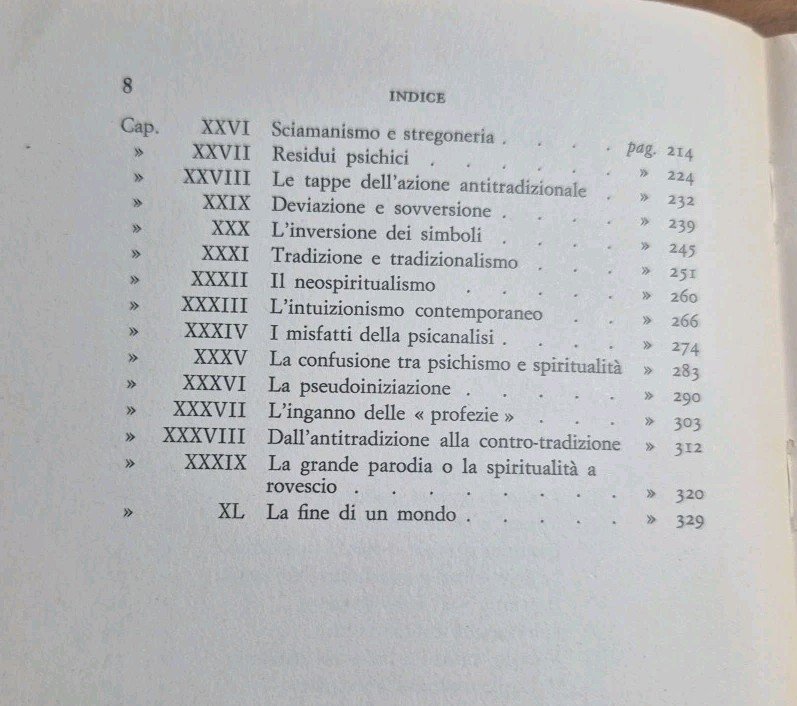 8
INDICE
Cap. XXVI Sciamanismo e stregoneria . . . . pag. 214
» XXVII Residui psichici . . . . . . » 224
» XXVIII Le tappe dell'azione antitradizionale . » 232
» XXIX Deviazione e sovversione . . . . » 239
» XXX L'inversione dei simboli . . . . » 245
» XXXI Tradizione e tradizionalismo . . . » 251
» XXXII Il neospiritualismo . . . . . » 260
» XXXIII L'intuizionismo contemporaneo . . » 266
» XXXIV I misfatti della psicanalisi . . . . » 274
» XXXV La confusione tra psichismo e spiritualità » 283
» XXXVI La pseudoiniziazione . . . . . » 290
» XXXVII L'inganno delle « profezie » . . . » 303
» XXXVIII Dall'antitradizione alla contro-tradizione » 312
» XXXIX La grande parodia o la spiritualità a
rovescio . . . . . . . . » 320
» XL La fine di un mondo . . . . . » 329